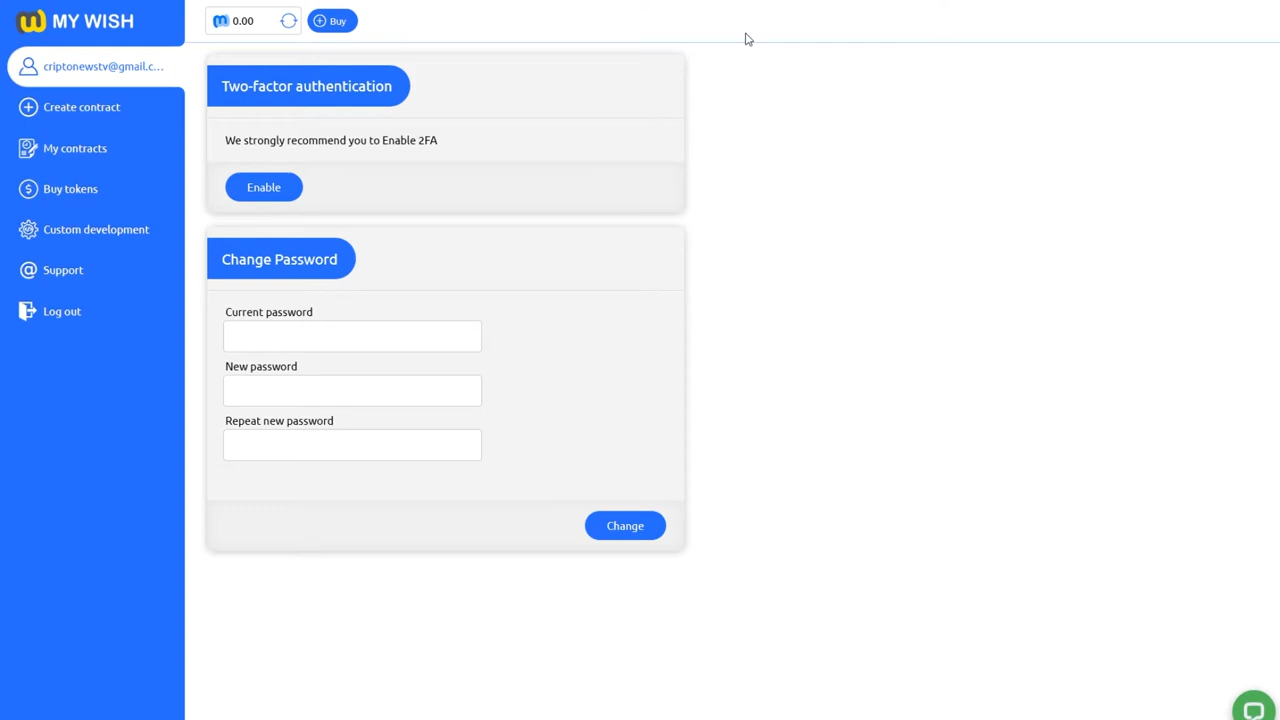 MY WISH
0.00
Buy
criptonewstv@gmail.c...
Create contract
My contracts
Buy tokens
Custom development
Support
Log out
Two-factor authentication
We strongly recommend you to Enable 2FA
Enable
Change Password
Current password
New password
Repeat new password
Change